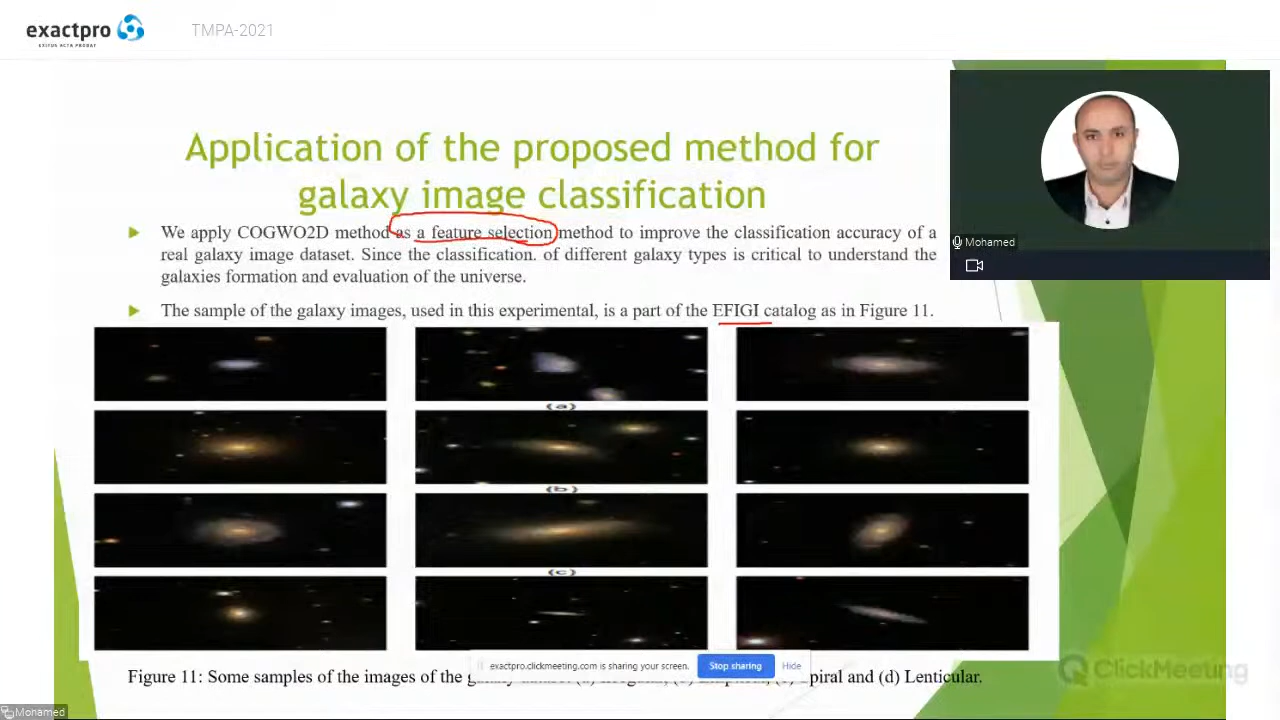 exactpro
EXITUS ACTA PROBAT
TMPA-2021
Application of the proposed method for
galaxy image classification
We apply COGWO2D method as a feature selection method to improve the classification accuracy of a
real galaxy image dataset. Since the classification. of different galaxy types is critical to understand the
galaxies formation and evaluation of the universe.
The sample of the galaxy images, used in this experimental, is a part of the EFIGI catalog as in Figure 11.
Mohamed
(a)
(b)
(c)
exactpro.clickmeeting.com is sharing your screen.
Stop sharing
Hide
Figure 11: Some samples of the images of the and (d) Lenticular.
ClickMeeting
Mohamed